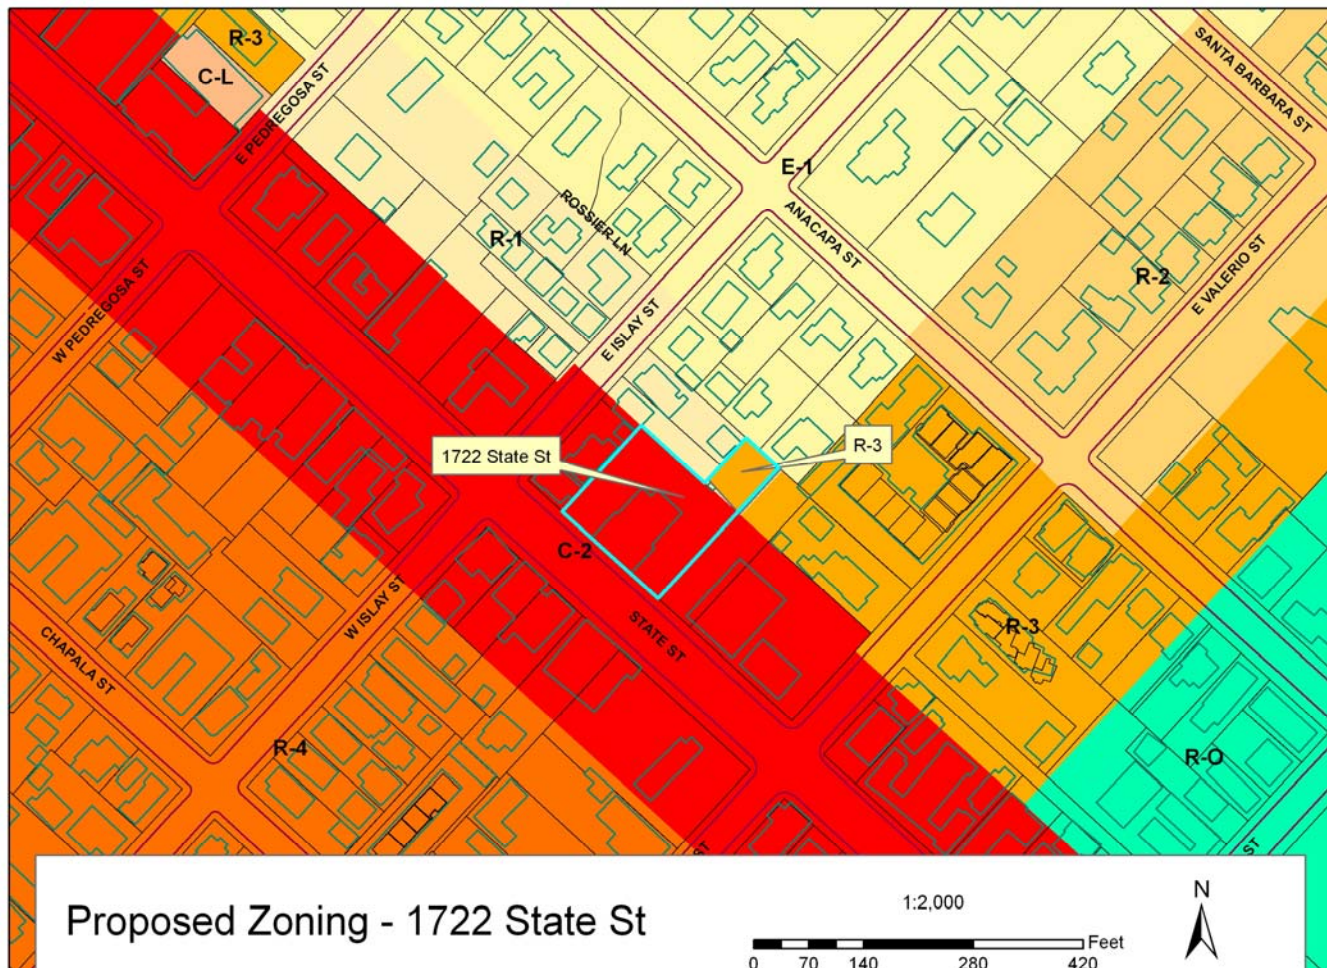 R-3
C-L
E PEDREGOSA ST
SANTA BARBARA ST
E-1
ROSSIER LN
ANACAPA ST
R-1
R-2
E VALERIO ST
W PEDREGOSA ST
E ISLAY ST
1722 State St
R-3
C-2
W ISLAY ST
STATE ST
CHAPALA ST
R-3
R-4
R-O
ST
ST
Proposed Zoning - 1722 State St
1:2,000
N
Feet
0 70 140 280 420